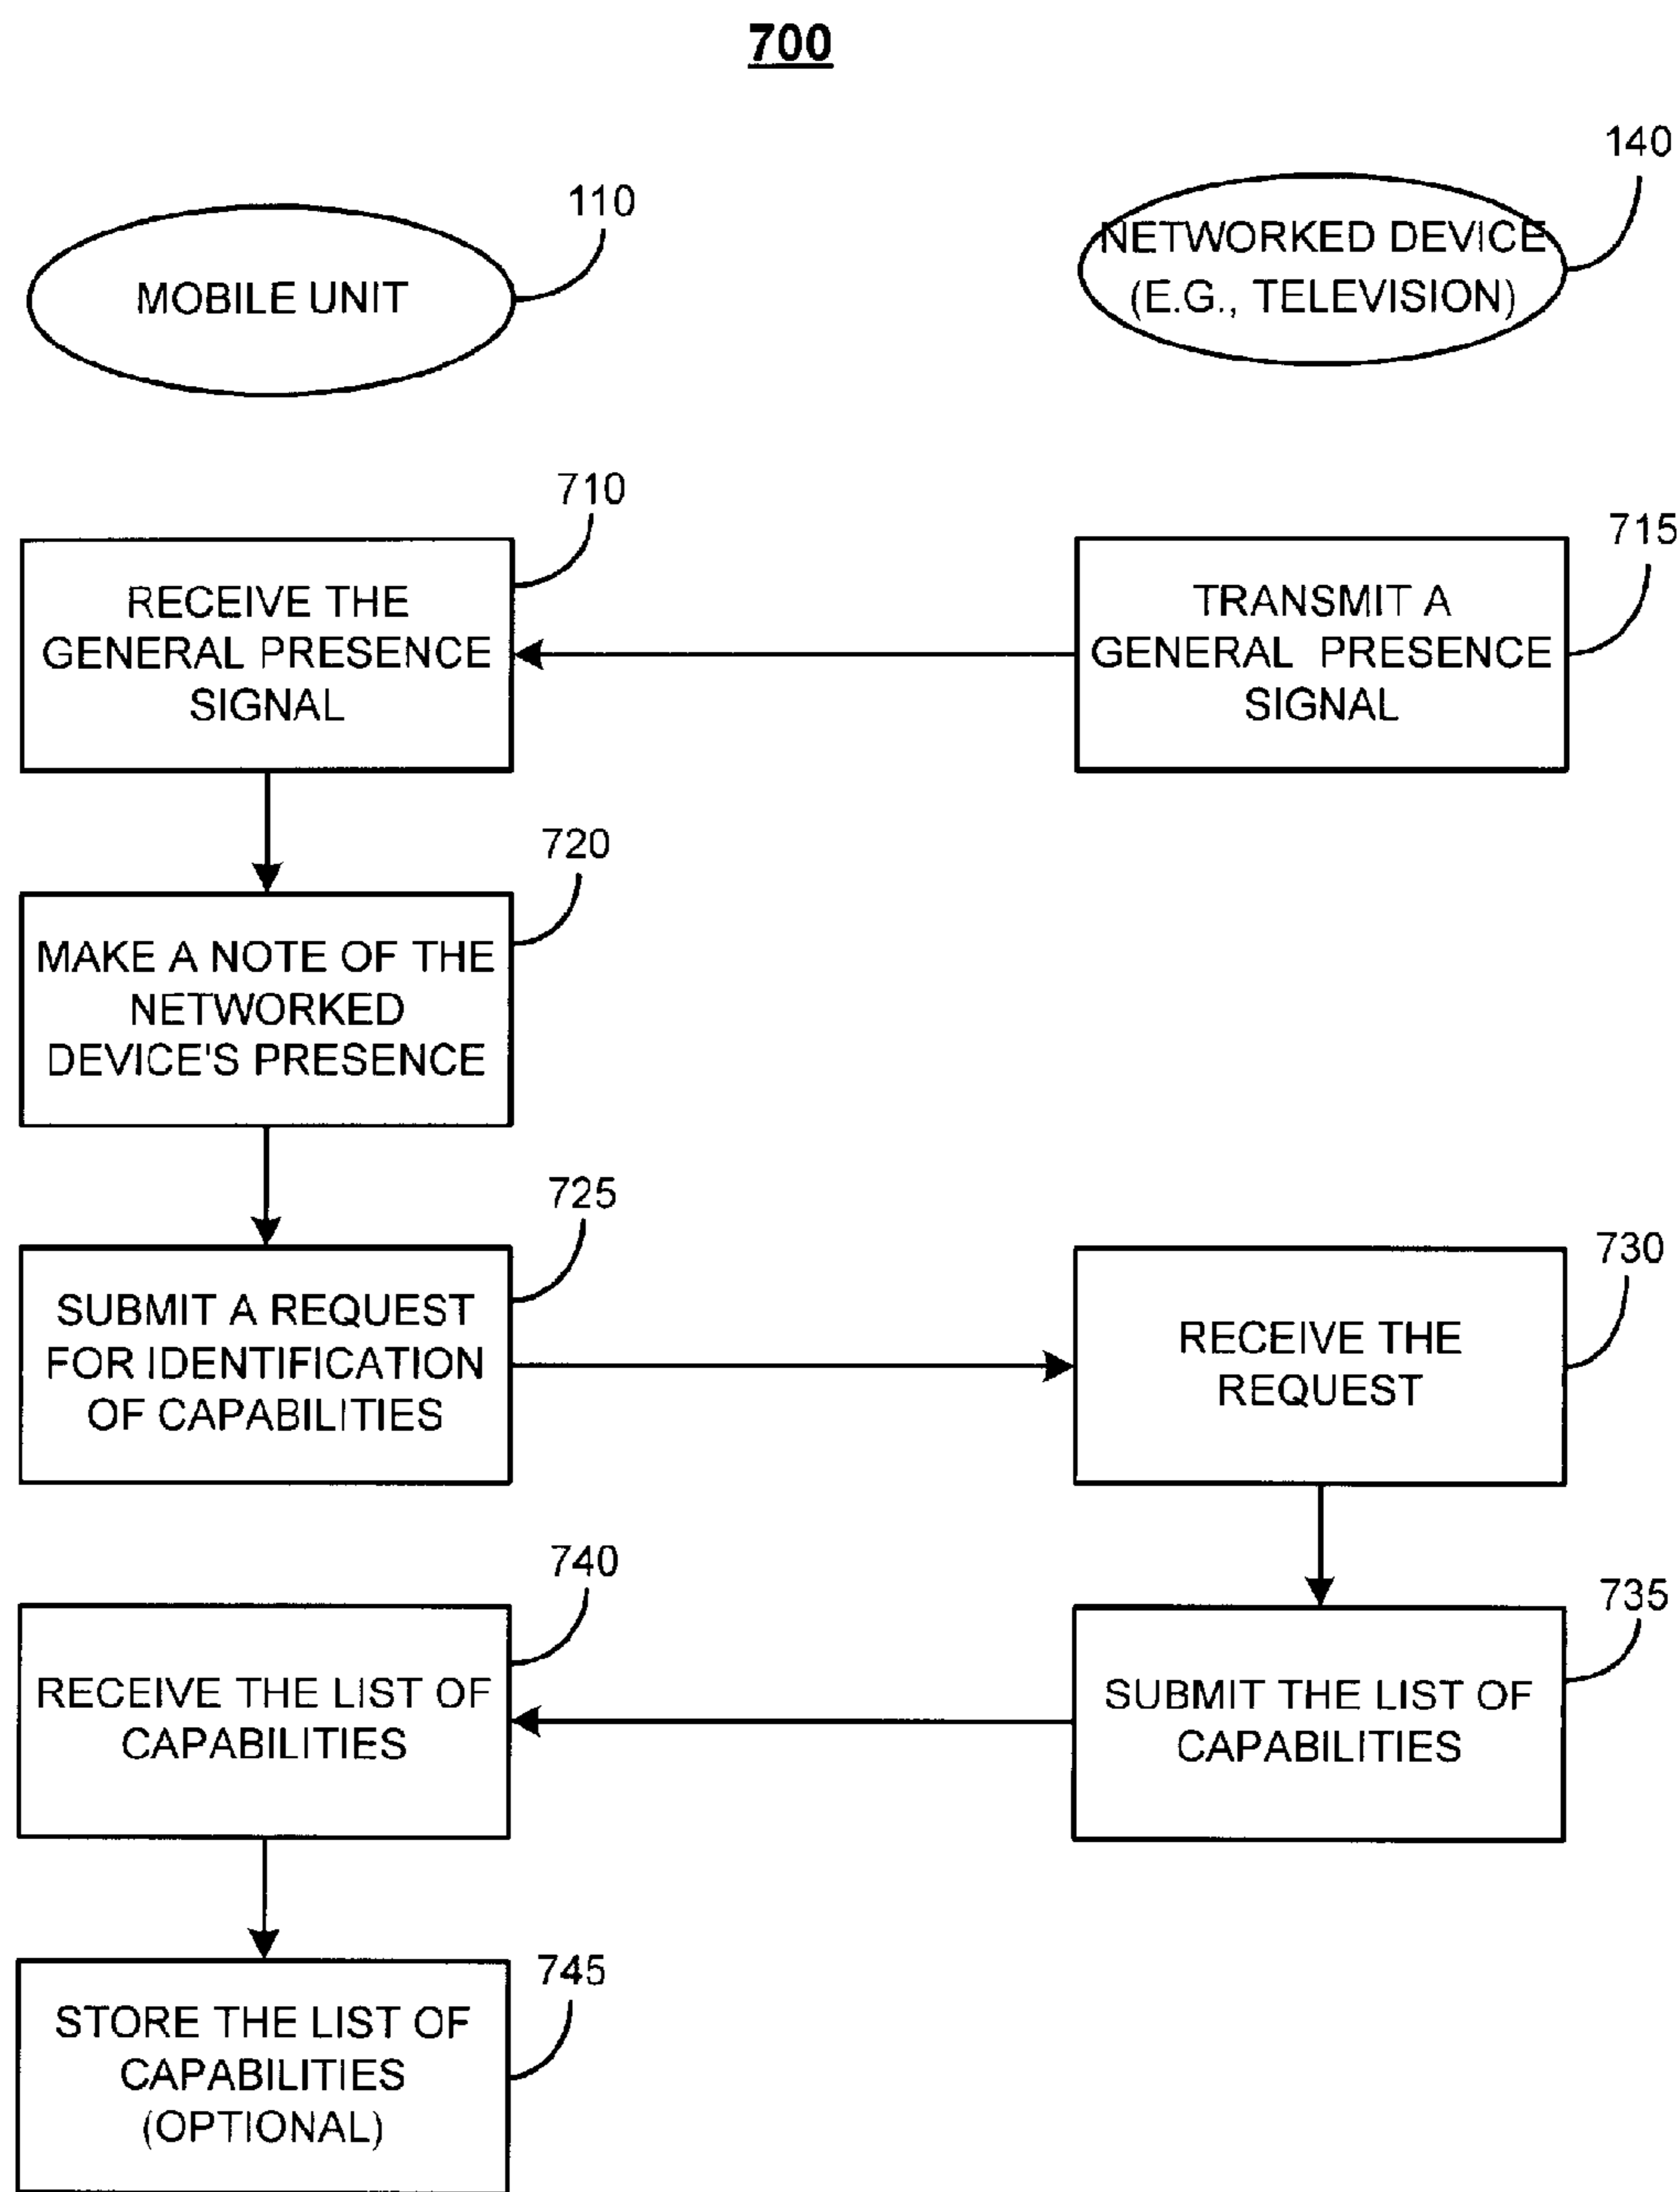 700
110
MOBILE UNIT
140
NETWORKED DEVICE
(E.G., TELEVISION)
710
RECEIVE THE
GENERAL PRESENCE
SIGNAL
715
TRANSMIT A
GENERAL PRESENCE
SIGNAL
720
MAKE A NOTE OF THE
NETWORKED
DEVICE'S PRESENCE
725
SUBMIT A REQUEST
FOR IDENTIFICATION
OF CAPABILITIES
730
RECEIVE THE
REQUEST
735
SUBMIT THE LIST OF
CAPABILITIES
740
RECEIVE THE LIST OF
CAPABILITIES
745
STORE THE LIST OF
CAPABILITIES
(OPTIONAL)